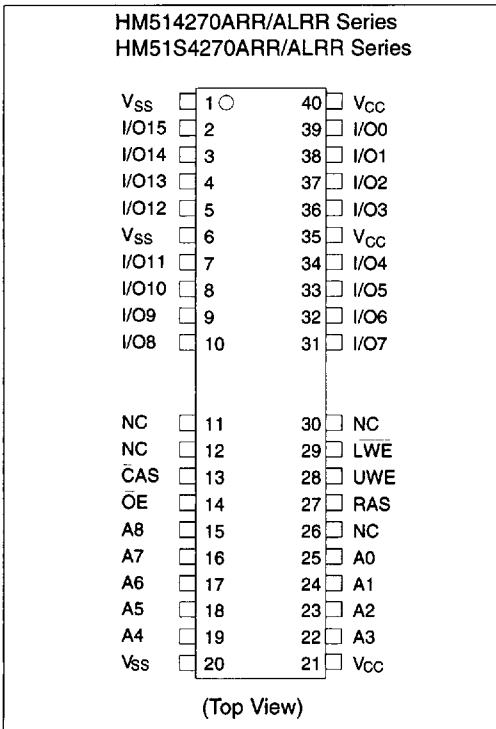 HM514270ARR/ALRR Series
HM51S4270ARR/ALRR Series
VSS 1 40 VCC
I/O15 2 39 I/O0
I/O14 3 38 I/O1
I/O13 4 37 I/O2
I/O12 5 36 I/O3
VSS 6 35 VCC
I/O11 7 34 I/O4
I/O10 8 33 I/O5
I/O9 9 32 I/O6
I/O8 10 31 I/O7
NC 11 30 NC
NC 12 29 L̅W̅E̅
C̅AS 13 28 UWE
O̅E 14 27 RAS
A8 15 26 NC
A7 16 25 A0
A6 17 24 A1
A5 18 23 A2
A4 19 22 A3
VSS 20 21 VCC
(Top View)